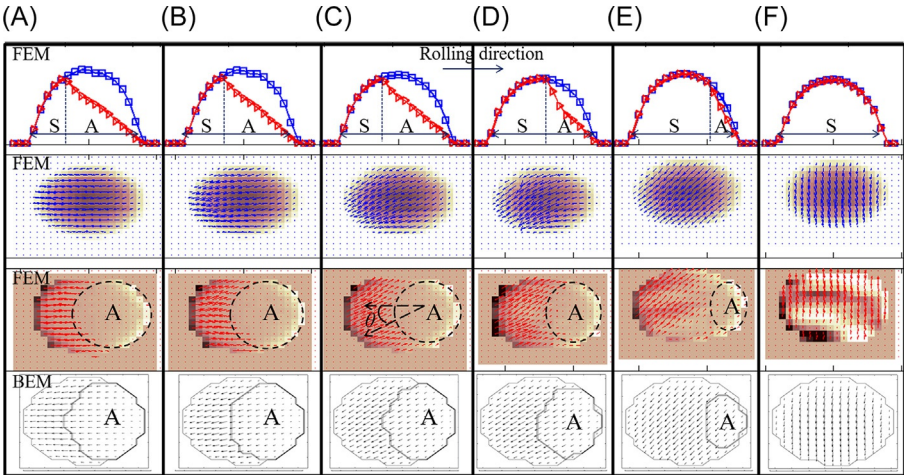 (A) (B) (C) (D) (E) (F)
FEM
Rolling direction
S A S A S A S A S A S
FEM
FEM
A A A A A
θ
BEM
A A A A A